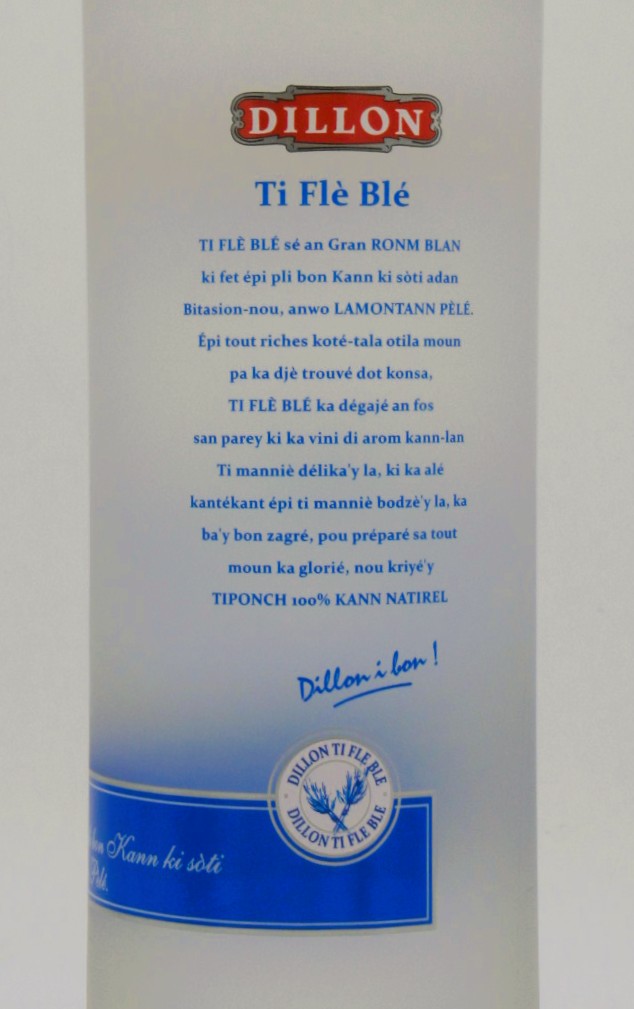 DILLON
Ti Flè Blé
TI FLÈ BLÉ sé an Gran RONM BLAN
ki fet épi pli bon Kann ki sòti adan
Bitasion-nou, anwo LAMONTANN PÈLÉ.
Épi tout riches koté-tala otila moun
pa ka djè trouvé dot konsa,
TI FLÈ BLÉ ka dégajé an fos
san parey ki ka vini di arom kann-lan
Ti manniè délika'y la, ki ka alé
kantékant épi ti manniè bodzè'y la, ka
ba'y bon zagré, pou préparé sa tout
moun ka glorié, nou kriyé'y
TIPONCH 100% KANN NATIREL
Dillon i bon !
DILLON TI FLE BLE
DILLON TI FLE BLE
bon Kann ki sòti
Pèlé.